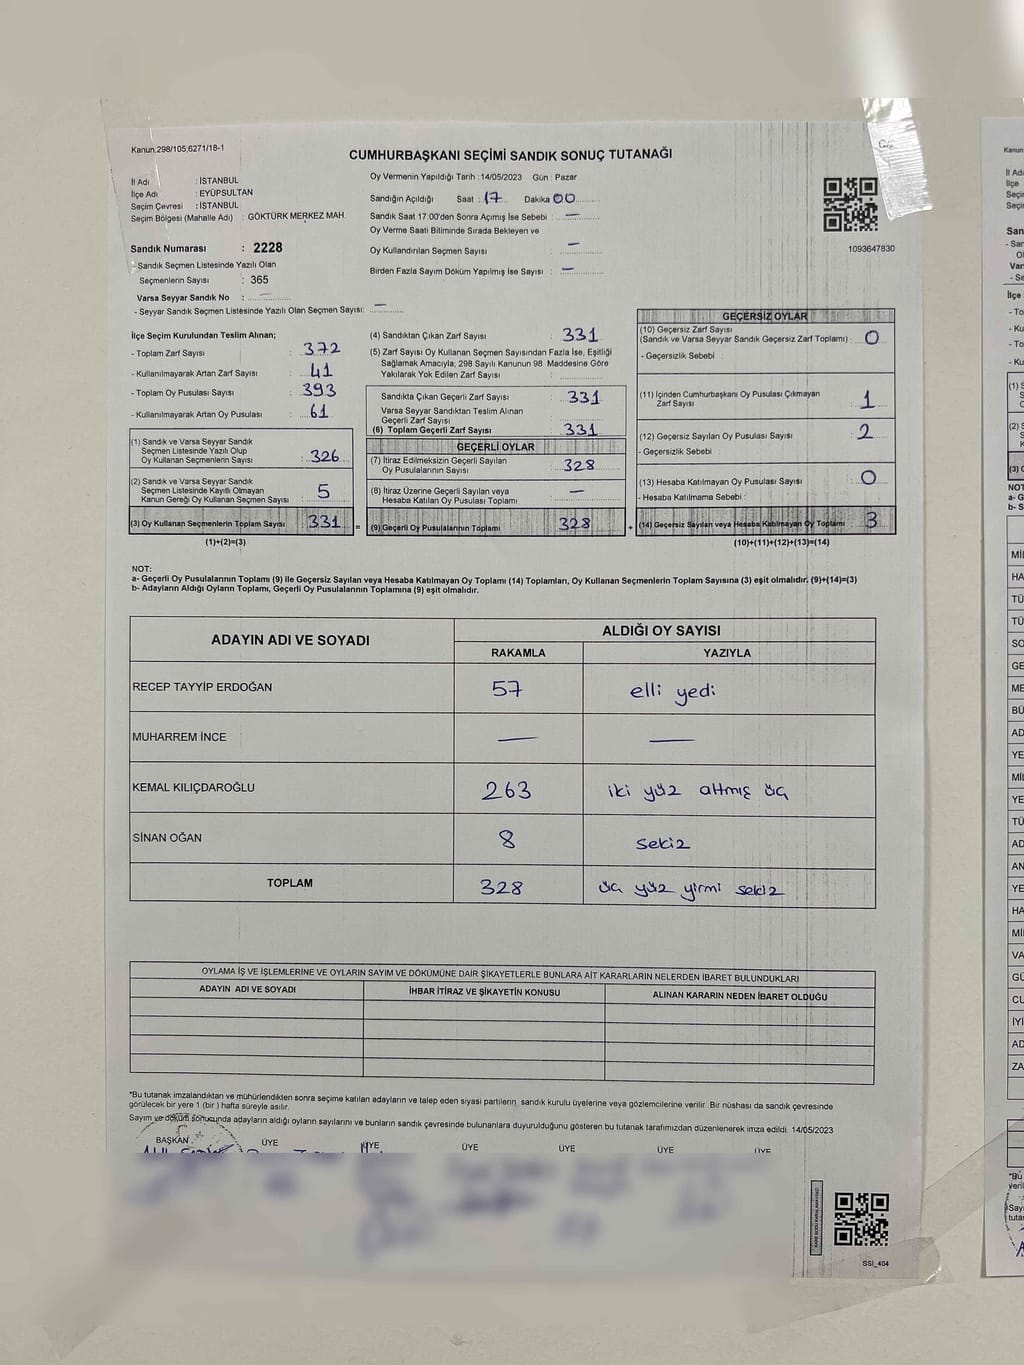 Kanun:298/105;6271/18-1
CUMHURBAŞKANI SEÇİMİ SANDIK SONUÇ TUTANAĞI
İl Adı : İSTANBUL
İlçe Adı : EYÜPSULTAN
Seçim Çevresi : İSTANBUL
Seçim Bölgesi (Mahalle Adı) : GÖKTÜRK MERKEZ MAH.
Sandık Numarası : 2228
- Sandık Seçmen Listesinde Yazılı Olan
Seçmenlerin Sayısı : 365
Varsa Seyyar Sandık No : —
- Seyyar Sandık Seçmen Listesinde Yazılı Olan Seçmen Sayısı: —
Oy Vermenin Yapıldığı Tarih :14/05/2023 Gün : Pazar
Sandığın Açıldığı Saat : 17 Dakika 00
Sandık Saat 17:00'den Sonra Açımış İse Sebebi : —
Oy Verme Saati Bitiminde Sırada Bekleyen ve
Oy Kullandırılan Seçmen Sayısı : —
Birden Fazla Sayım Döküm Yapılmış İse Sayısı : —
1093647630
İlçe Seçim Kurulundan Teslim Alınan;
- Toplam Zarf Sayısı : 372
- Kullanılmayarak Artan Zarf Sayısı : 41
- Toplam Oy Pusulası Sayısı : 393
- Kullanılmayarak Artan Oy Pusulası : 61
(1) Sandık ve Varsa Seyyar Sandık
Seçmen Listesinde Yazılı Olup
Oy Kullanan Seçmenlerin Sayısı : 326
(2) Sandık ve Varsa Seyyar Sandık
Seçmen Listesinde Kayıtlı Olmayan
Kanun Gereği Oy Kullanan Seçmen Sayısı : 5
(3) Oy Kullanan Seçmenlerin Toplam Sayısı : 331 =
(1)+(2)=(3)
(4) Sandıktan Çıkan Zarf Sayısı : 331
(5) Zarf Sayısı Oy Kullanan Seçmen Sayısından Fazla İse, Eşitliği
Sağlamak Amacıyla; 298 Sayılı Kanunun 98. Maddesine Göre
Yakılarak Yok Edilen Zarf Sayısı :
Sandıkta Çıkan Geçerli Zarf Sayısı : 331
Varsa Seyyar Sandıktan Teslim Alınan
Geçerli Zarf Sayısı :
(6) Toplam Geçerli Zarf Sayısı : 331
GEÇERLİ OYLAR
(7) İtiraz Edilmeksizin Geçerli Sayılan
Oy Pusulalarının Sayısı : 328
(8) İtiraz Üzerine Geçerli Sayılan veya
Hesaba Katılan Oy Pusulası Toplamı : —
(9) Geçerli Oy Pusulalarının Toplamı : 328 +
GEÇERSİZ OYLAR
(10) Geçersiz Zarf Sayısı
(Sandık ve Varsa Seyyar Sandık Geçersiz Zarf Toplamı) : 0
- Geçersizlik Sebebi :
(11) İçinden Cumhurbaşkanı Oy Pusulası Çıkmayan
Zarf Sayısı : 1
(12) Geçersiz Sayılan Oy Pusulası Sayısı : 2
- Geçersizlik Sebebi :
(13) Hesaba Katılmayan Oy Pusulası Sayısı : 0
- Hesaba Katılmama Sebebi :
(14) Geçersiz Sayılan veya Hesaba Katılmayan Oy Toplamı : 3
(10)+(11)+(12)+(13)=(14)
NOT:
a- Geçerli Oy Pusulalarının Toplamı (9) ile Geçersiz Sayılan veya Hesaba Katılmayan Oy Toplamı (14) Toplamları, Oy Kullanan Seçmenlerin Toplam Sayısına (3) eşit olmalıdır. (9)+(14)=(3)
b- Adayların Aldığı Oyların Toplamı, Geçerli Oy Pusulalarının Toplamına (9) eşit olmalıdır.
ADAYIN ADI VE SOYADI ALDIĞI OY SAYISI
RAKAMLA YAZIYLA
RECEP TAYYİP ERDOĞAN 57 elli yedi
MUHARREM İNCE — —
KEMAL KILIÇDAROĞLU 263 iki yüz altmış üç
SİNAN OĞAN 8 sekiz
TOPLAM 328 üç yüz yirmi sekiz
OYLAMA İŞ VE İŞLEMLERİNE VE OYLARIN SAYIM VE DÖKÜMÜNE DAİR ŞİKAYETLERLE BUNLARA AİT KARARLARIN NELERDEN İBARET BULUNDUKLARI
ADAYIN ADI VE SOYADI İHBAR İTİRAZ VE ŞİKAYETİN KONUSU ALINAN KARARIN NEDEN İBARET OLDUĞU
*Bu tutanak imzalandıktan ve mühürlendikten sonra seçime katılan adayların ve talep eden siyasi partilerin, sandık kurulu üyelerine veya gözlemcilerine verilir .Bir nüshası da sandık çevresinde
görülecek bir yere 1 (bir ) hafta süreyle asılır.
Sayım ve döküm sonucunda adayların aldığı oyların sayılarını ve bunların sandık çevresinde bulunanlara duyurulduğunu gösteren bu tutanak tarafımızdan düzenlenerek imza edildi. 14/05/2023
BAŞKAN ÜYE ÜYE ÜYE ÜYE ÜYE ÜYE
SSI_404